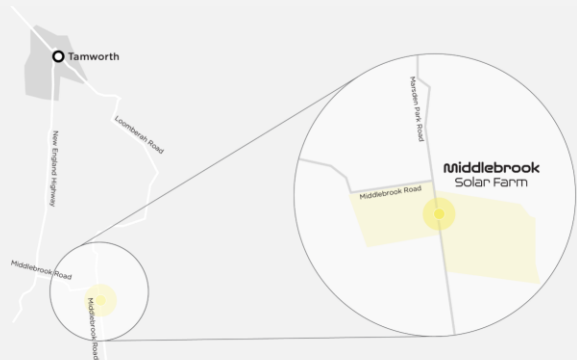 Tamworth
Loomberah Road
New England Highway
Middlebrook Road
Middlebrook Road
Marsden Park Road
Middlebrook
Solar Farm
Middlebrook Road